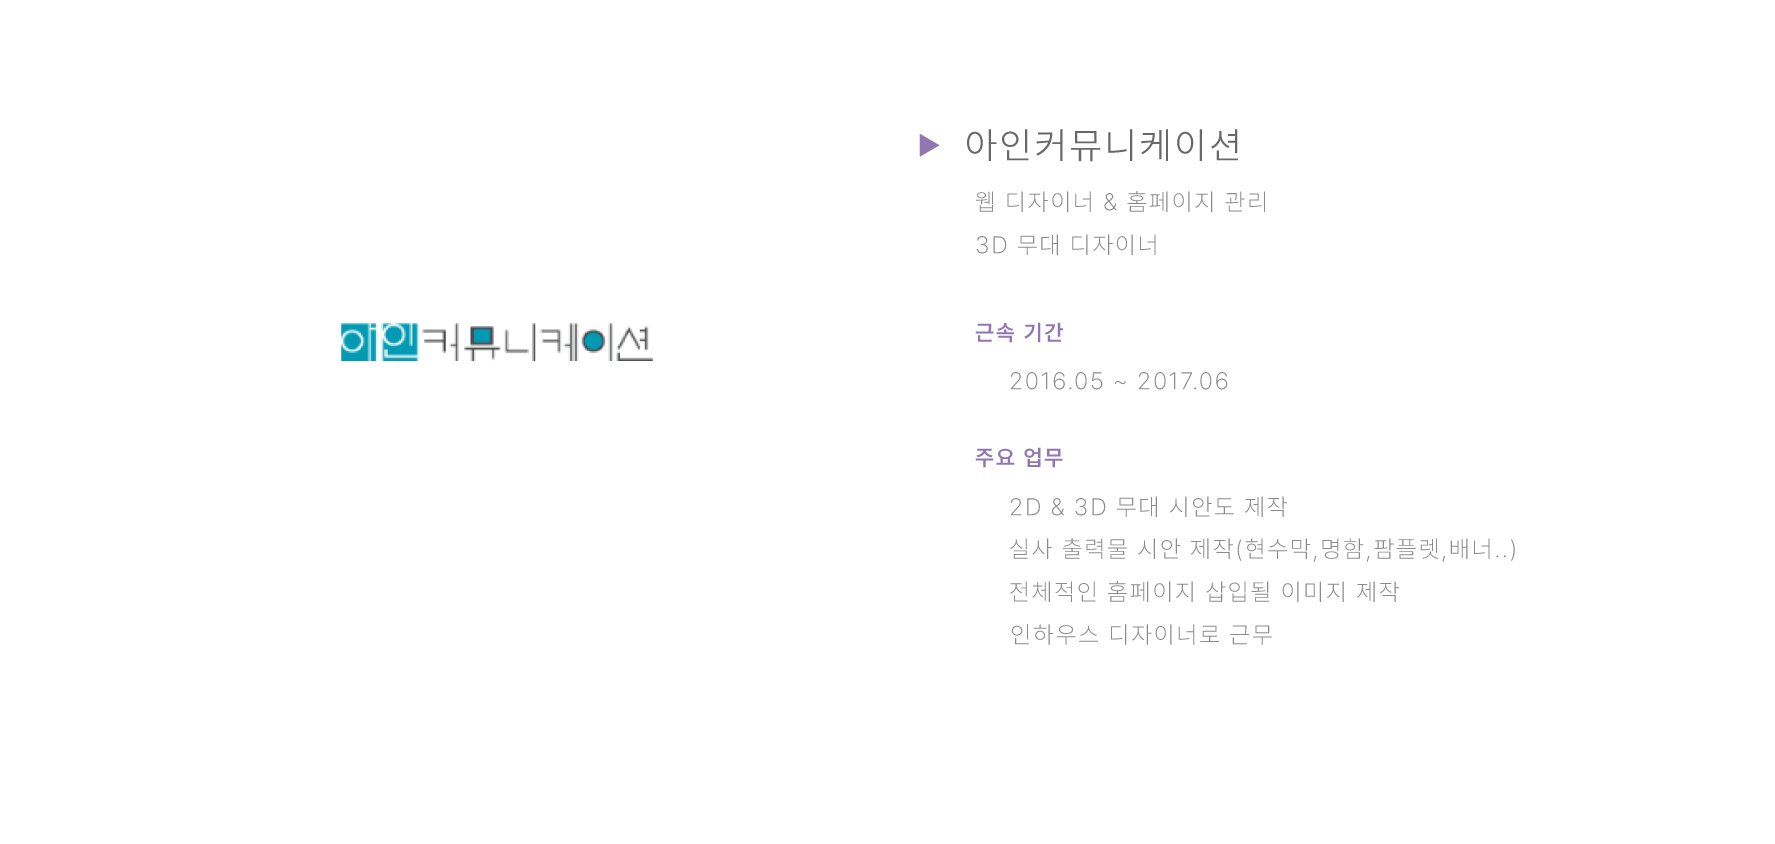 아인커뮤니케이션
▶ 아인커뮤니케이션
웹 디자이너 & 홈페이지 관리
3D 무대 디자이너
근속 기간
2016.05 ~ 2017.06
주요 업무
2D & 3D 무대 시안도 제작
실사 출력물 시안 제작(현수막,명함,팜플렛,배너..)
전체적인 홈페이지 삽입될 이미지 제작
인하우스 디자이너로 근무